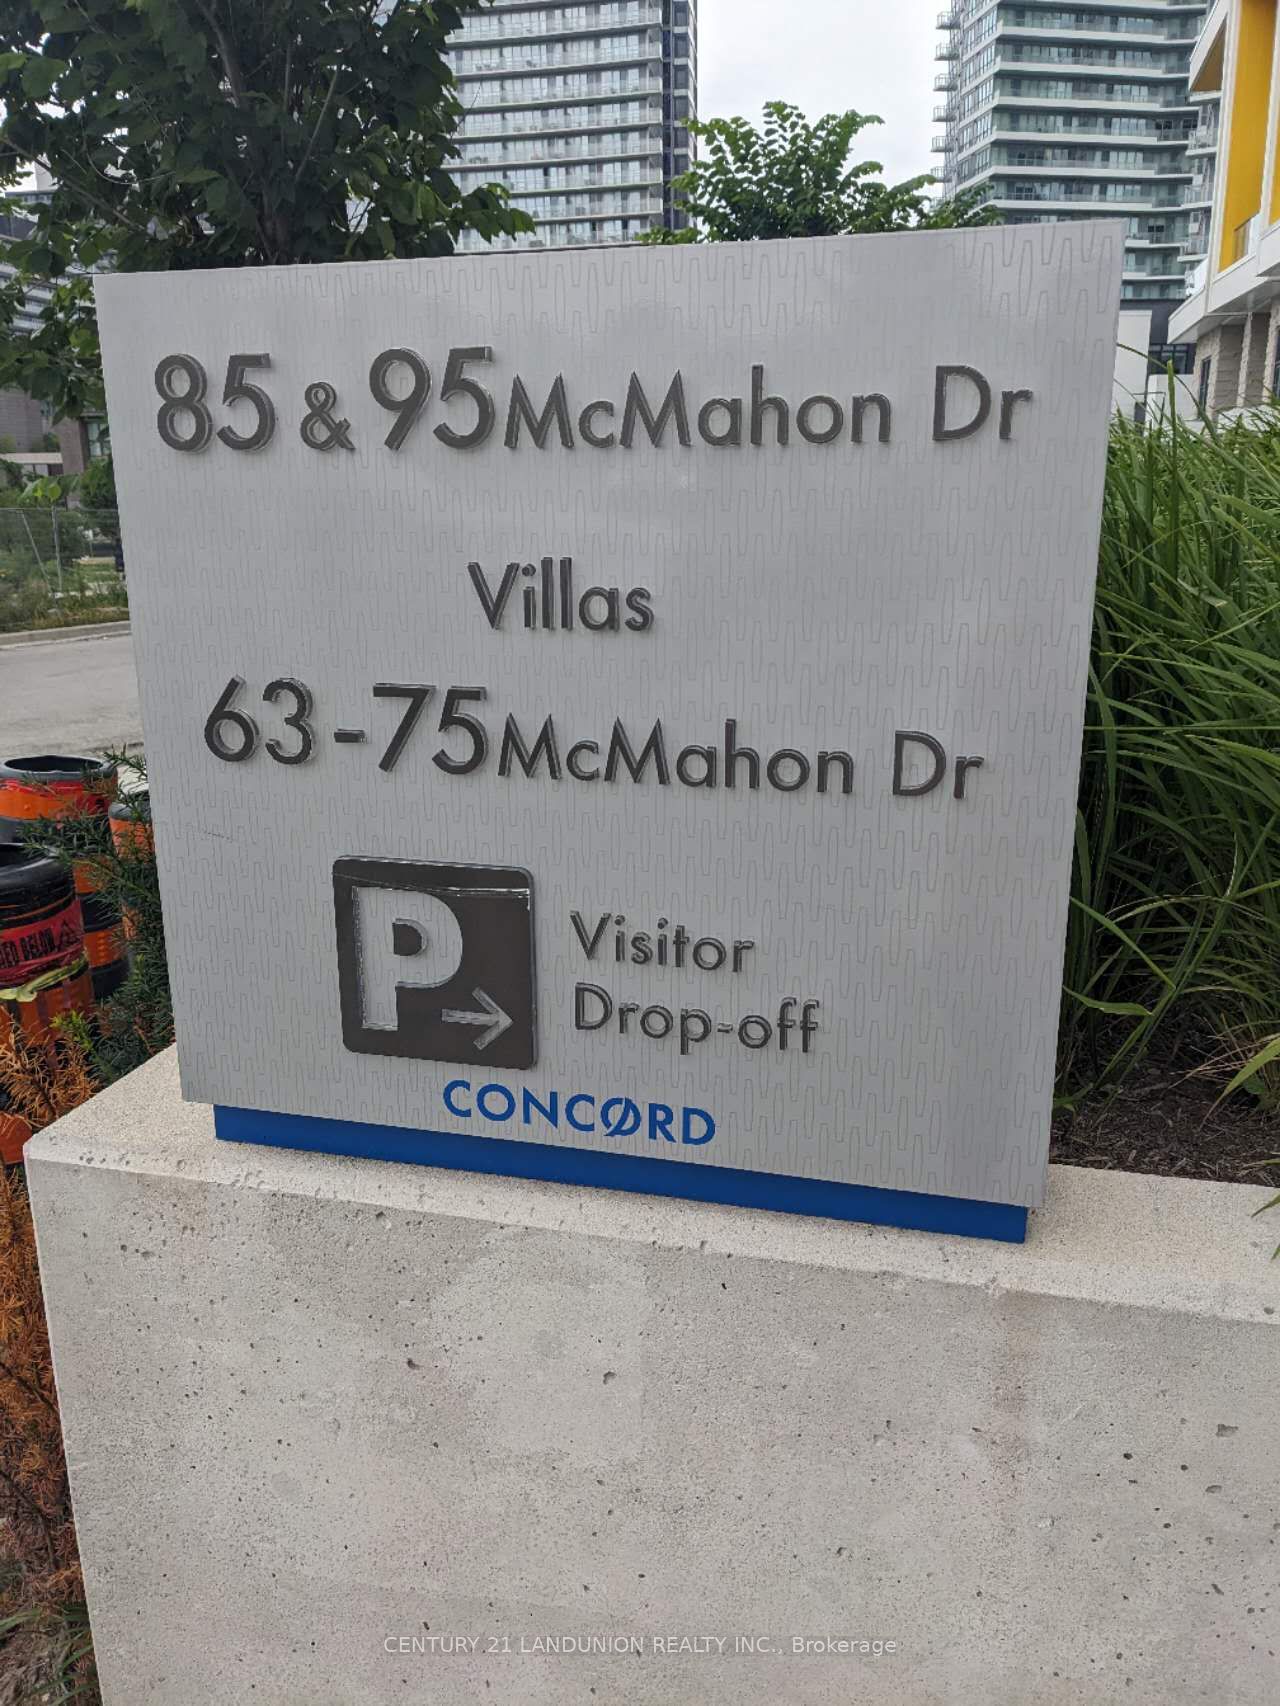 85 & 95 McMahon Dr
Villas
63-75 McMahon Dr
P
Visitor
Drop-off
CONCORD
CENTURY 21 LANDUNION REALTY INC., Brokerage